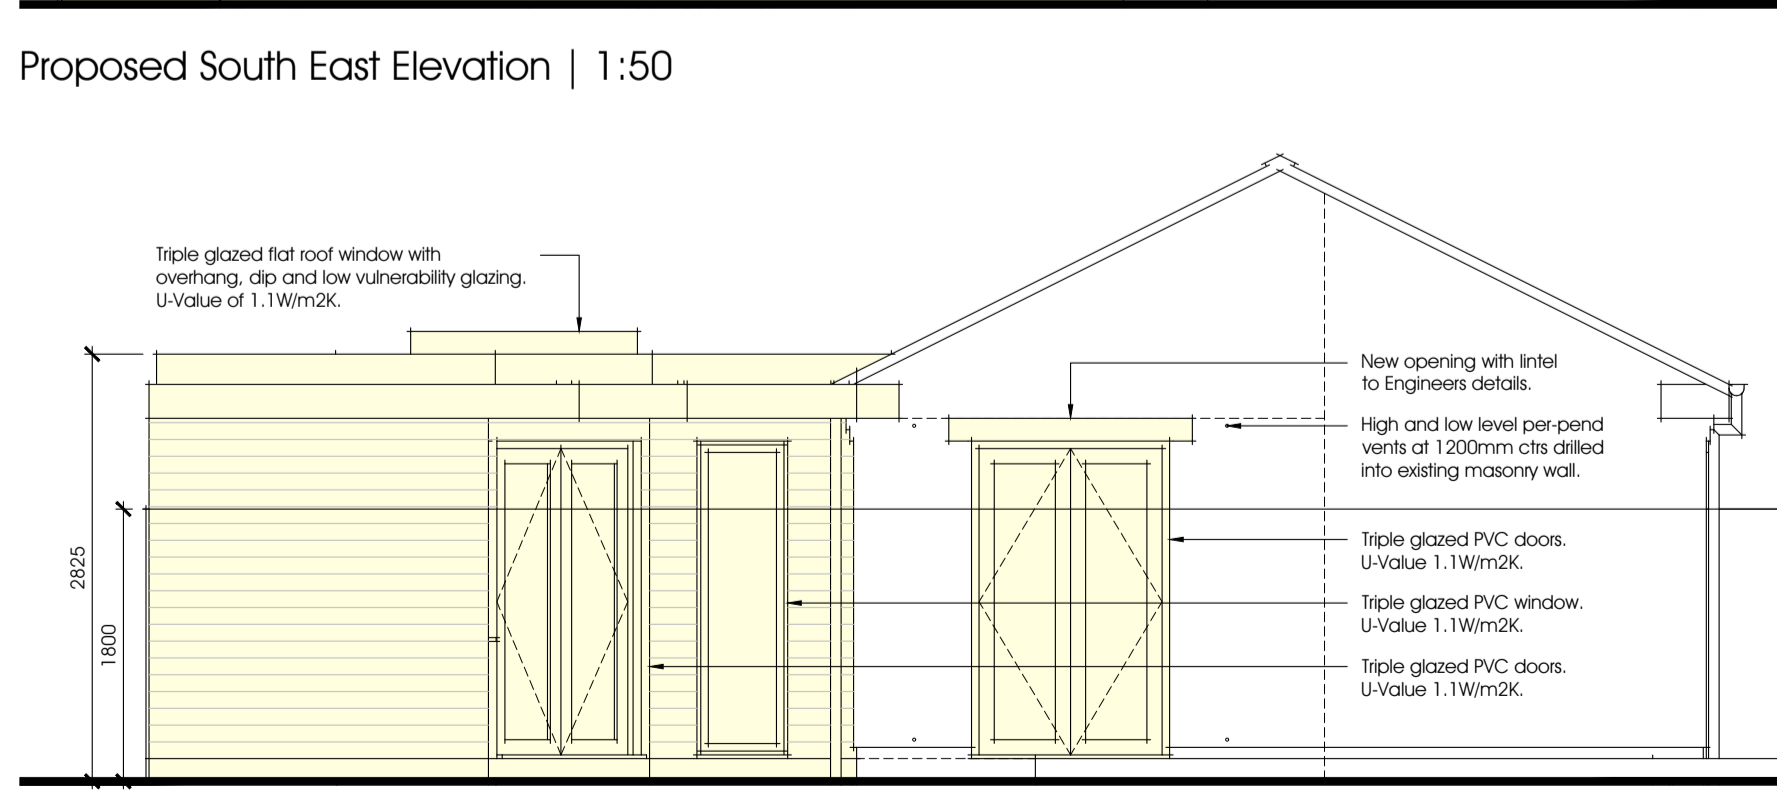 Proposed South East Elevation | 1:50
Triple glazed flat roof window with
overhang, dip and low vulnerability glazing.
U-Value of 1.1W/m2K.
New opening with lintel
to Engineers details.
High and low level per-pend
vents at 1200mm ctrs drilled
into existing masonry wall.
Triple glazed PVC doors.
U-Value 1.1W/m2K.
Triple glazed PVC window.
U-Value 1.1W/m2K.
Triple glazed PVC doors.
U-Value 1.1W/m2K.
2825
1800